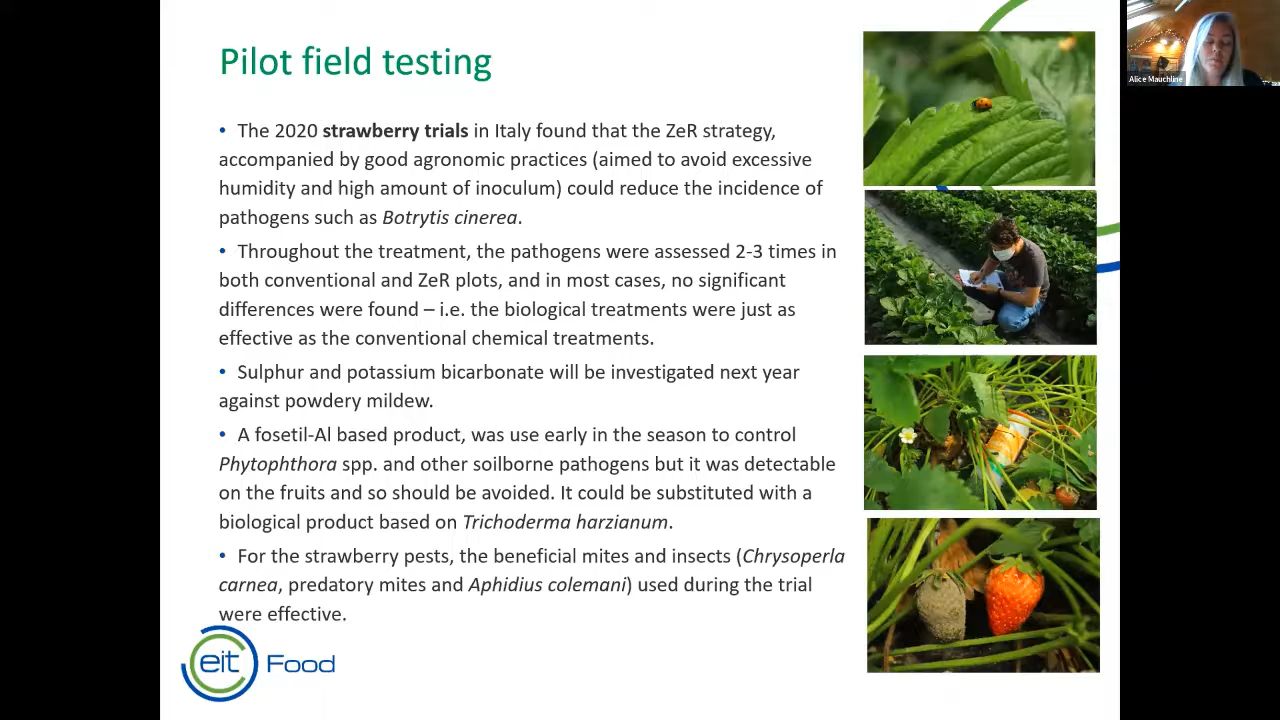 Pilot field testing
• The 2020 strawberry trials in Italy found that the ZeR strategy,
accompanied by good agronomic practices (aimed to avoid excessive
humidity and high amount of inoculum) could reduce the incidence of
pathogens such as Botrytis cinerea.
• Throughout the treatment, the pathogens were assessed 2-3 times in
both conventional and ZeR plots, and in most cases, no significant
differences were found – i.e. the biological treatments were just as
effective as the conventional chemical treatments.
• Sulphur and potassium bicarbonate will be investigated next year
against powdery mildew.
• A fosetil-Al based product, was use early in the season to control
Phytophthora spp. and other soilborne pathogens but it was detectable
on the fruits and so should be avoided. It could be substituted with a
biological product based on Trichoderma harzianum.
• For the strawberry pests, the beneficial mites and insects (Chrysoperla
carnea, predatory mites and Aphidius colemani) used during the trial
were effective.
eit Food
Alice Mauchline